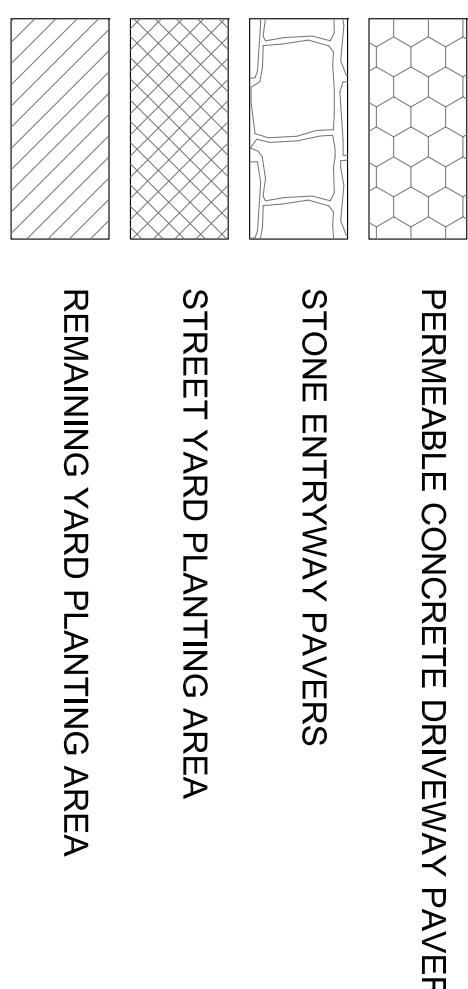 PERMEABLE CONCRETE DRIVEWAY PAVER
STONE ENTRYWAY PAVERS
STREET YARD PLANTING AREA
REMAINING YARD PLANTING AREA